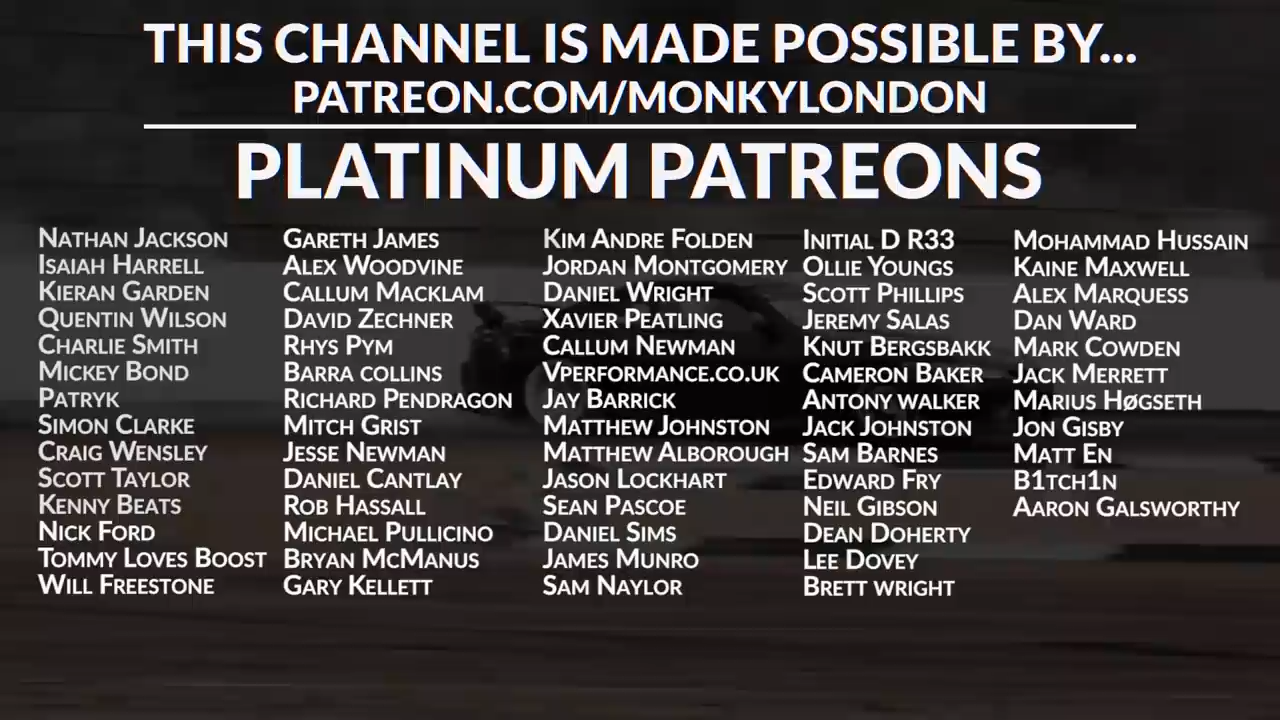 THIS CHANNEL IS MADE POSSIBLE BY...
PATREON.COM/MONKYLONDON
PLATINUM PATREONS
NATHAN JACKSON
ISAIAH HARRELL
KIERAN GARDEN
QUENTIN WILSON
CHARLIE SMITH
MICKEY BOND
PATRYK
SIMON CLARKE
CRAIG WENSLEY
SCOTT TAYLOR
KENNY BEATS
NICK FORD
TOMMY LOVES BOOST
WILL FREESTONE
GARETH JAMES
ALEX WOODVINE
CALLUM MACKLAM
DAVID ZECHNER
RHYS PYM
BARRA COLLINS
RICHARD PENDRAGON
MITCH GRIST
JESSE NEWMAN
DANIEL CANTLAY
ROB HASSALL
MICHAEL PULLICINO
BRYAN MCMANUS
GARY KELLETT
KIM ANDRE FOLDEN
JORDAN MONTGOMERY
DANIEL WRIGHT
XAVIER PEATLING
CALLUM NEWMAN
VPERFORMANCE.CO.UK
JAY BARRICK
MATTHEW JOHNSTON
MATTHEW ALBOROUGH
JASON LOCKHART
SEAN PASCOE
DANIEL SIMS
JAMES MUNRO
SAM NAYLOR
INITIAL D R33
OLLIE YOUNGS
SCOTT PHILLIPS
JEREMY SALAS
KNUT BERGSBAKK
CAMERON BAKER
ANTONY WALKER
JACK JOHNSTON
SAM BARNES
EDWARD FRY
NEIL GIBSON
DEAN DOHERTY
LEE DOVEY
BRETT WRIGHT
MOHAMMAD HUSSAIN
KAINE MAXWELL
ALEX MARQUESS
DAN WARD
MARK COWDEN
JACK MERRETT
MARIUS HØGSETH
JON GISBY
MATT EN
B1TCH1N
AARON GALSWORTHY